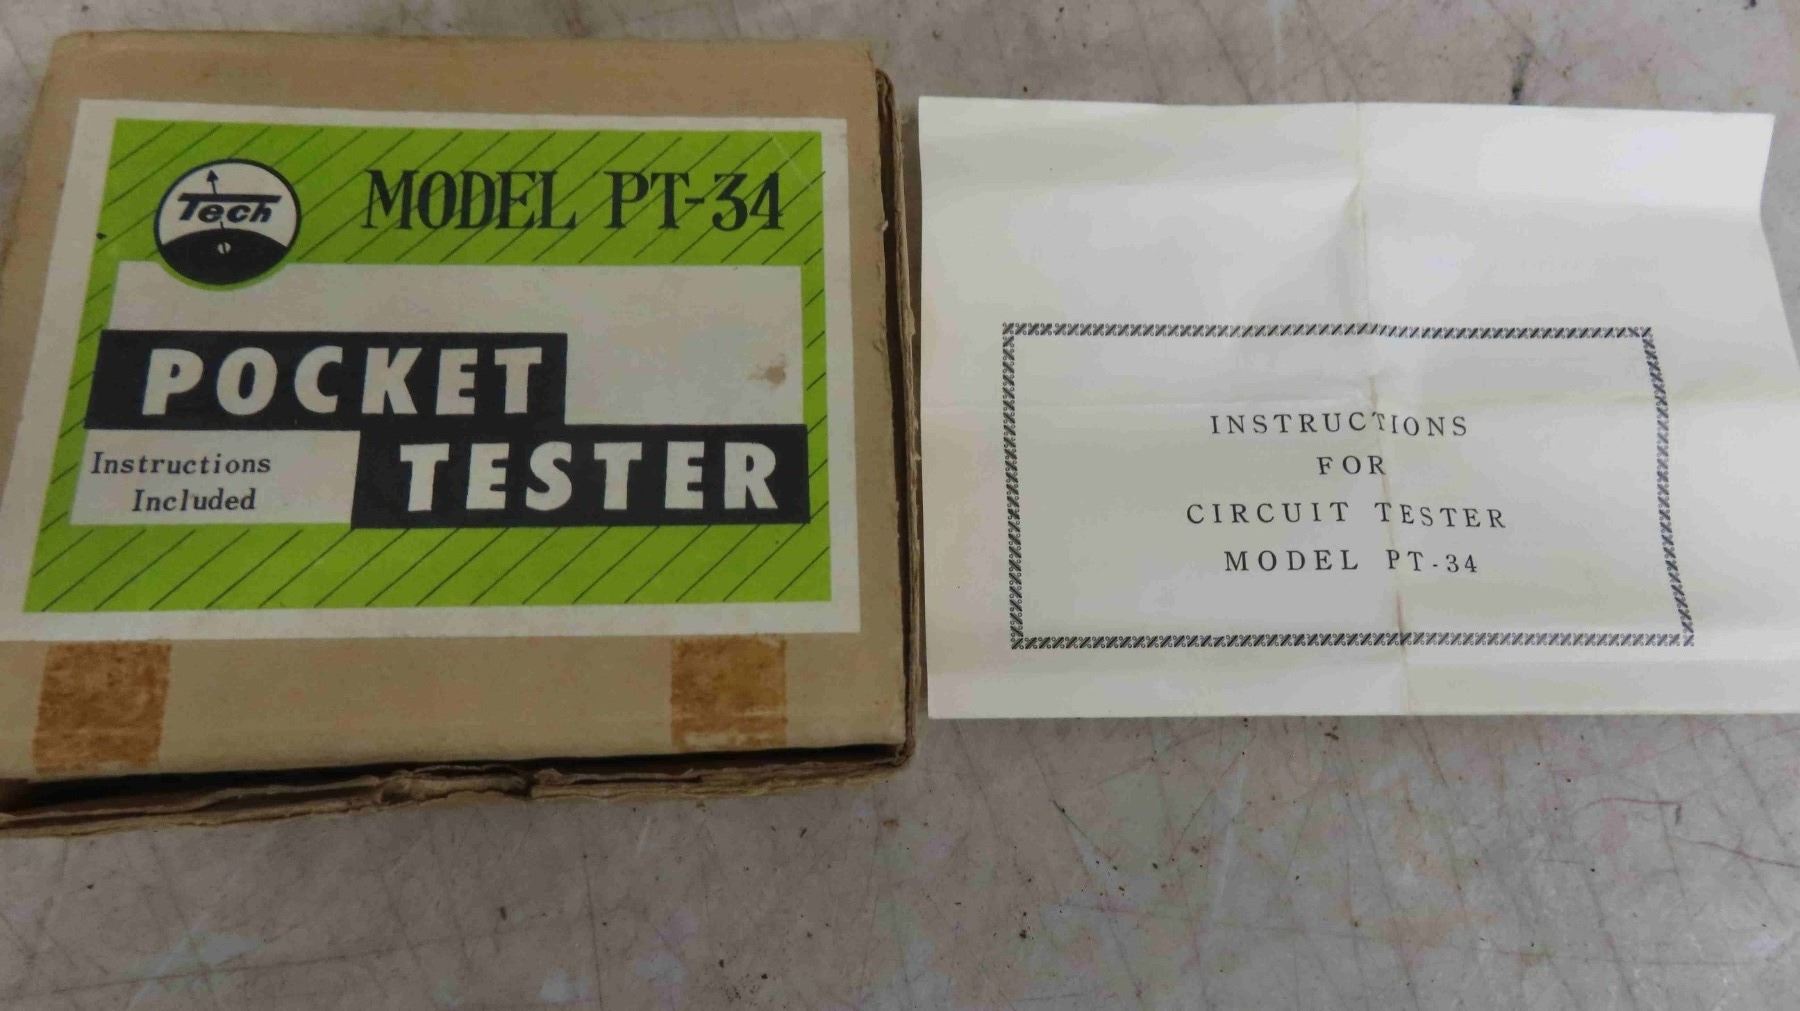 Tech
MODEL PT-34
POCKET
TESTER
Instructions
Included
INSTRUCTIONS
FOR
CIRCUIT TESTER
MODEL PT-34